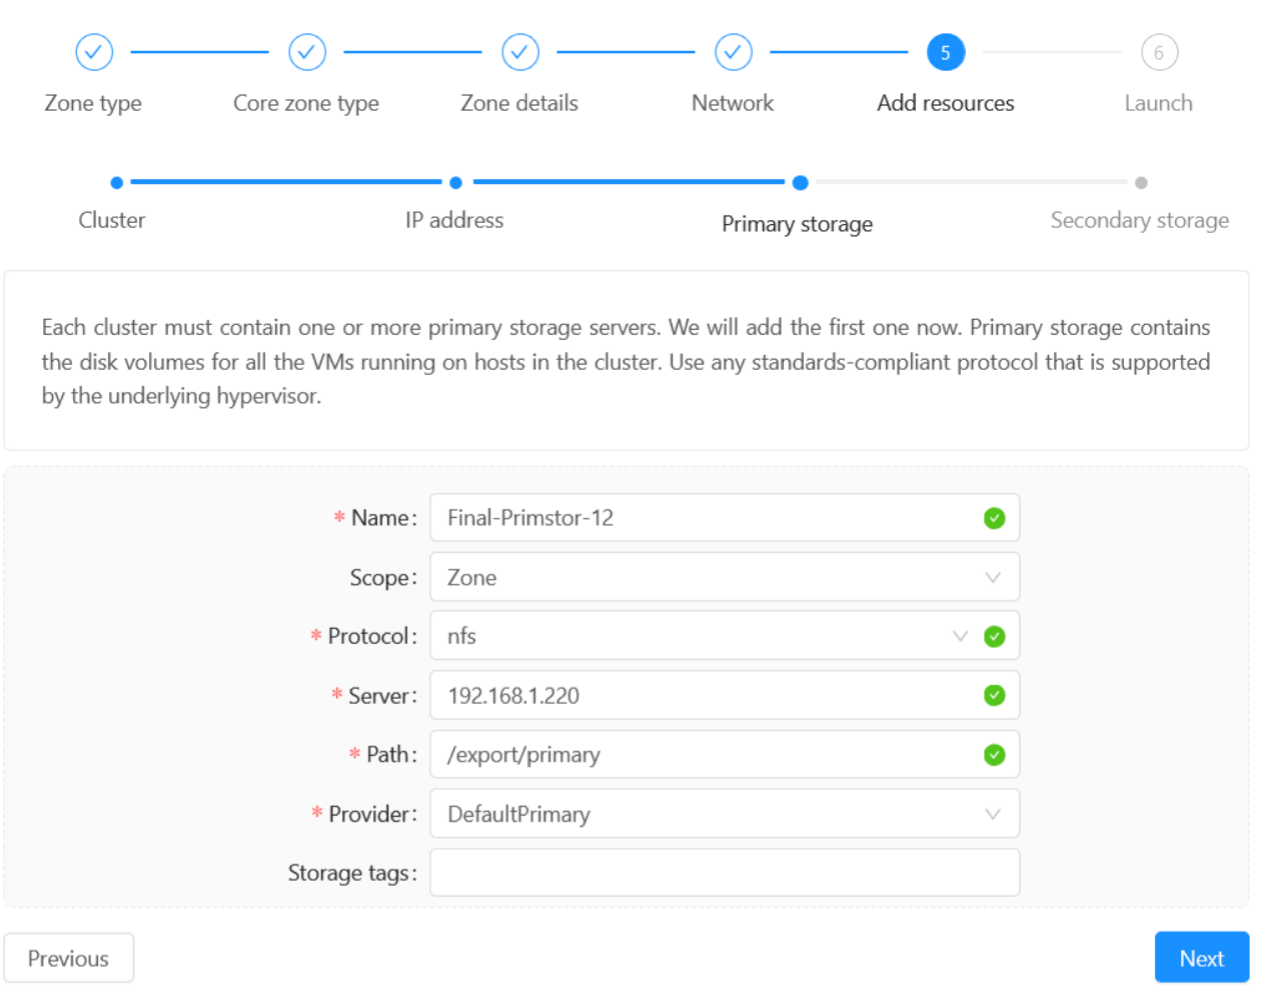 5
6
Zone type
Core zone type
Zone details
Network
Add resources
Launch
Cluster
IP address
Primary storage
Secondary storage
Each cluster must contain one or more primary storage servers. We will add the first one now. Primary storage contains
the disk volumes for all the VMs running on hosts in the cluster. Use any standards-compliant protocol that is supported
by the underlying hypervisor.
* Name: Final-Primstor-12
Scope: Zone
* Protocol: nfs
* Server: 192.168.1.220
* Path: /export/primary
* Provider: DefaultPrimary
Storage tags:
Previous
Next